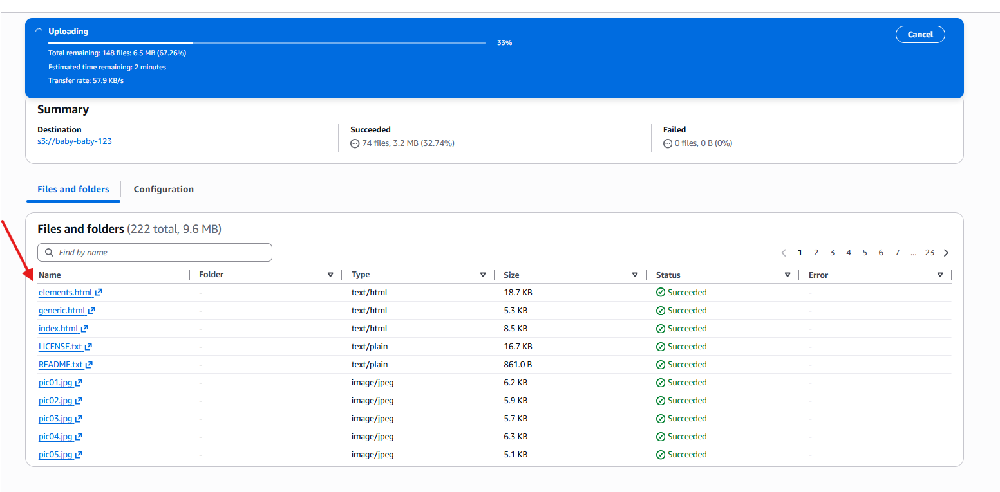 Uploading
Cancel
33%
Total remaining: 148 files: 6.5 MB (67.26%)
Estimated time remaining: 2 minutes
Transfer rate: 57.9 KB/s
Summary
Destination Succeeded Failed
s3://baby-baby-123 74 files, 3.2 MB (32.74%) 0 files, 0 B (0%)
Files and folders Configuration
Files and folders (222 total, 9.6 MB)
Find by name 1 2 3 4 5 6 7 ... 23
Name Folder Type Size Status Error
elements.html - text/html 18.7 KB Succeeded -
generic.html - text/html 5.3 KB Succeeded -
index.html - text/html 8.5 KB Succeeded -
LICENSE.txt - text/plain 16.7 KB Succeeded -
README.txt - text/plain 861.0 B Succeeded -
pic01.jpg - image/jpeg 6.2 KB Succeeded -
pic02.jpg - image/jpeg 5.9 KB Succeeded -
pic03.jpg - image/jpeg 5.7 KB Succeeded -
pic04.jpg - image/jpeg 6.3 KB Succeeded -
pic05.jpg - image/jpeg 5.1 KB Succeeded -